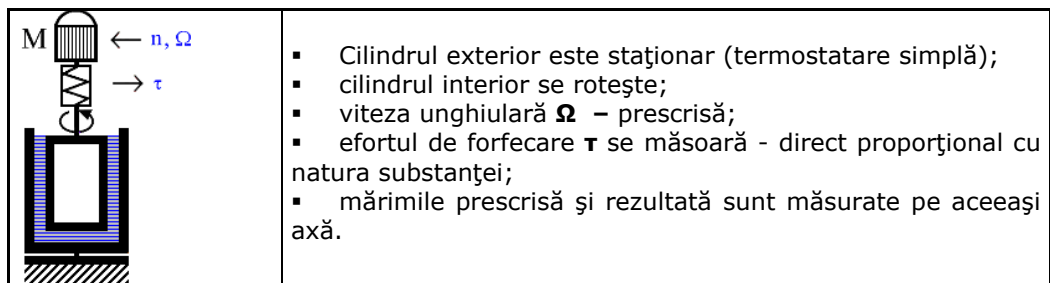 M ← n, Ω
→ τ
▪ Cilindrul exterior este staţionar (termostatare simplă);
▪ cilindrul interior se roteşte;
▪ viteza unghiulară Ω – prescrisă;
▪ efortul de forfecare τ se măsoară - direct proporţional cu
natura substanţei;
▪ mărimile prescrisă şi rezultată sunt măsurate pe aceeaşi
axă.